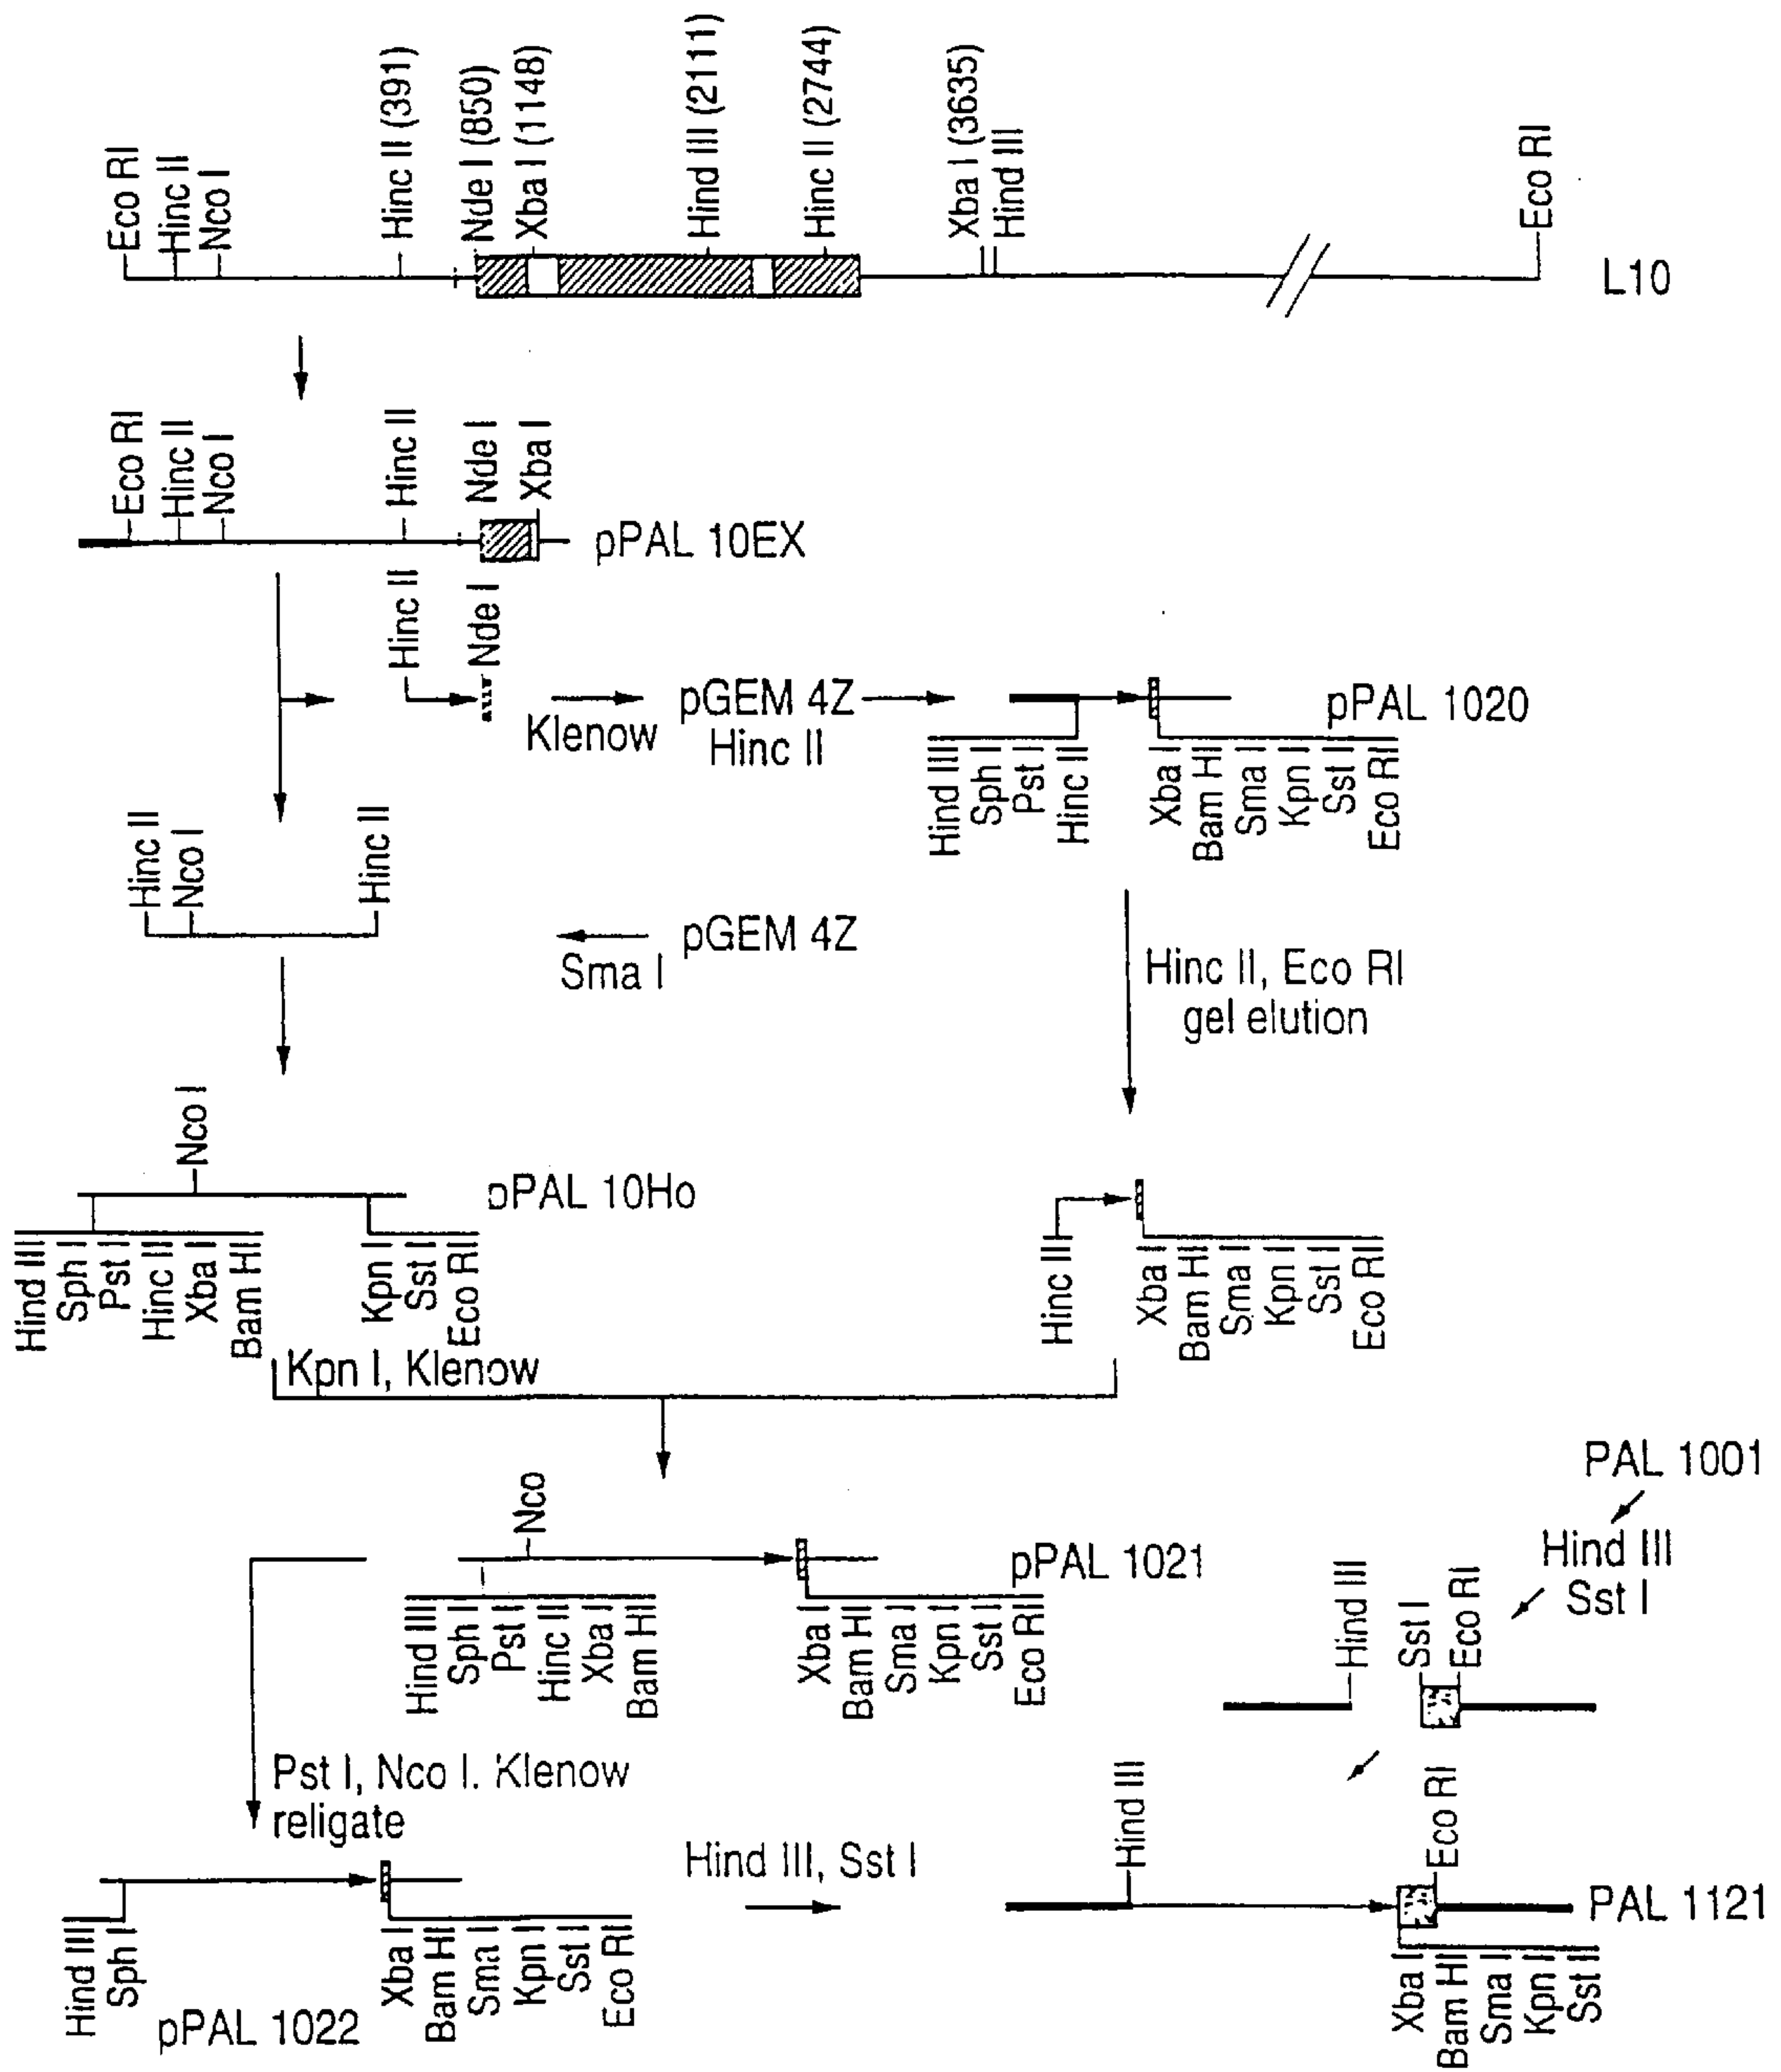 Eco RI
Hinc II
Nco I
Hinc II (391)
Nde I (850)
Xba I (1148)
Hind III (2111)
Hinc II (2744)
Xba I (3635)
Hind III
Eco RI
L10
Eco RI
Hinc II
Nco I
Hinc II
Nde I
Xba I
pPAL 10EX
Hinc II
Nde I
Klenow
pGEM 4Z
Hinc II
pPAL 1020
Hind III
Sph I
Pst I
Hinc II
Xba I
Bam HI
Sma I
Kpn I
Sst I
Eco RI
Hinc II
Nco I
Hinc II
pGEM 4Z
Sma I
Hinc II, Eco RI
gel elution
Nco I
pPAL 10Ho
Hind III
Sph I
Pst I
Hinc II
Xba I
Bam HI
Kpn I
Sst I
Eco RI
Hinc II
Xba I
Bam HI
Sma I
Kpn I
Sst I
Eco RI
Kpn I, Klenow
Nco
pPAL 1021
Hind III
Sph I
Pst I
Hinc II
Xba I
Bam HI
Xba I
Bam HI
Sma I
Kpn I
Sst I
Eco RI
PAL 1001
Hind III
Sst I
Hind III
Sst I
Eco RI
Pst I, Nco I. Klenow
religate
Hind III, Sst I
Hind III
Eco RI
PAL 1121
Xba I
Bam HI
Sma I
Kpn I
Sst II
Hind III
Sph I
Xba I
Bam HI
Sma I
Kpn I
Sst I
Eco RI
pPAL 1022